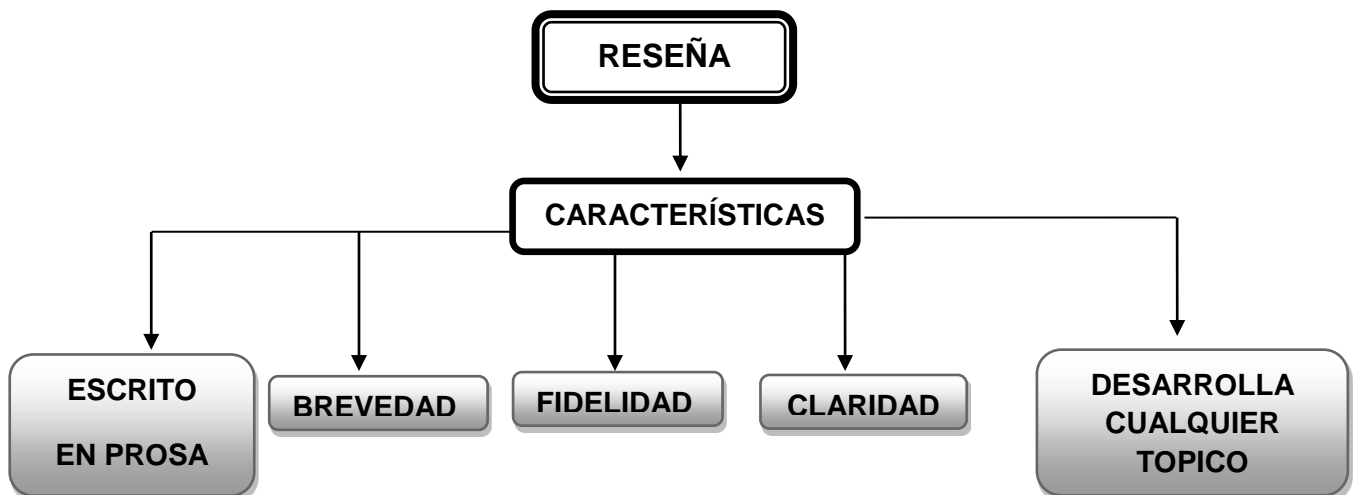 RESEÑA
CARACTERÍSTICAS
ESCRITO
EN PROSA
BREVEDAD
FIDELIDAD
CLARIDAD
DESARROLLA
CUALQUIER
TOPICO